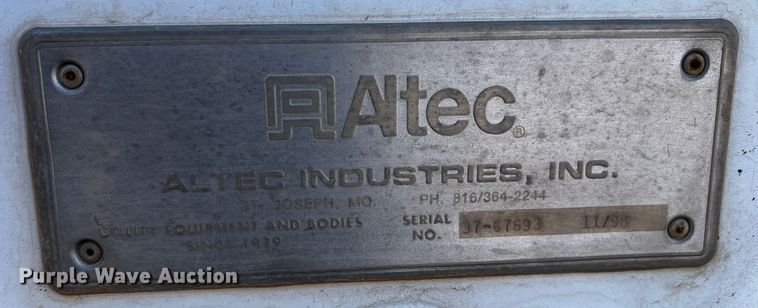 Altec®
ALTEC INDUSTRIES, INC.
ST. JOSEPH, MO. PH. 816/364-2244
UTILITY EQUIPMENT AND BODIES
SINCE 1929
SERIAL NO. 37-67693 11/98
Purple Wave Auction